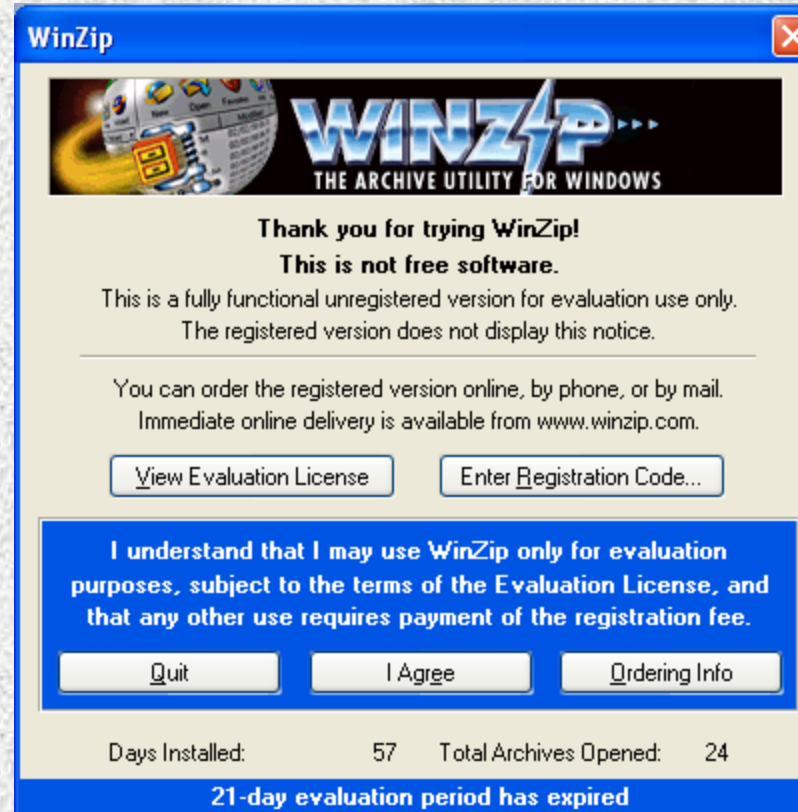 WinZip
New Open Favorites
Modified
WINZIP
THE ARCHIVE UTILITY FOR WINDOWS
Thank you for trying WinZip!
This is not free software.
This is a fully functional unregistered version for evaluation use only.
The registered version does not display this notice.
You can order the registered version online, by phone, or by mail.
Immediate online delivery is available from www.winzip.com.
View Evaluation License Enter Registration Code...
I understand that I may use WinZip only for evaluation
purposes, subject to the terms of the Evaluation License, and
that any other use requires payment of the registration fee.
Quit I Agree Ordering Info
Days Installed: 57 Total Archives Opened: 24
21-day evaluation period has expired